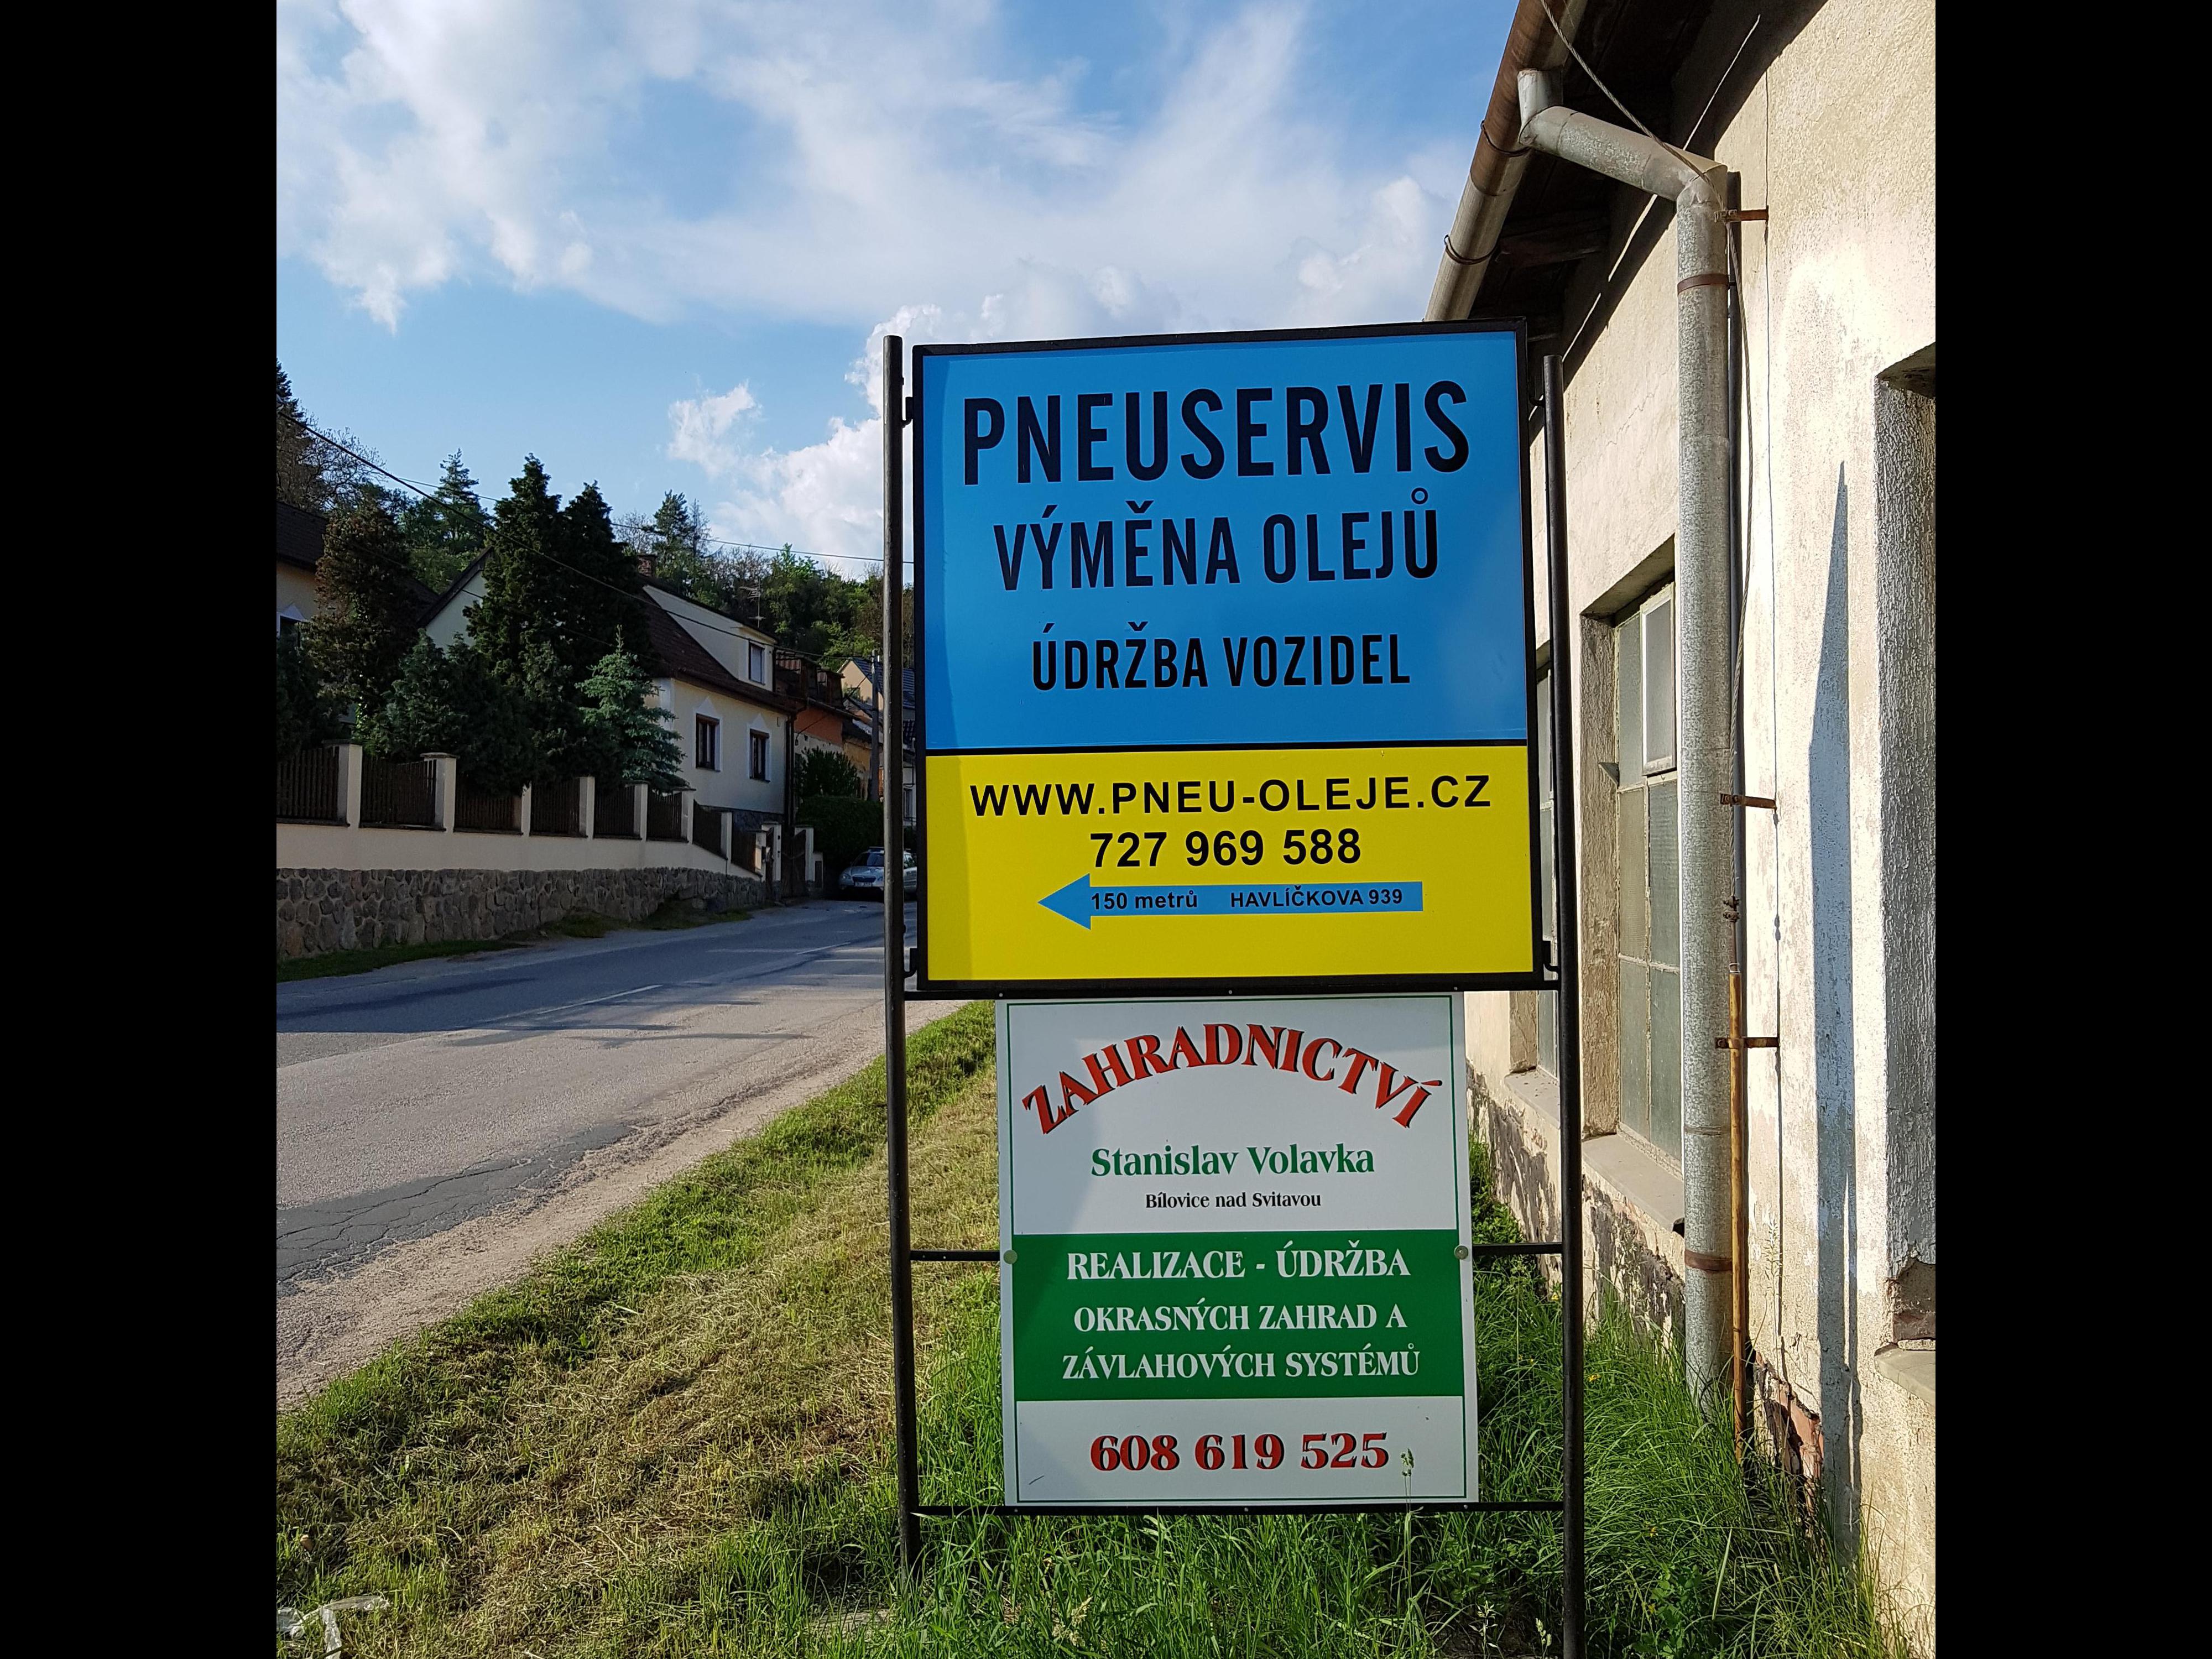 PNEUSERVIS
VÝMĚNA OLEJŮ
ÚDRŽBA VOZIDEL
WWW.PNEU-OLEJE.CZ
727 969 588
150 metrů HAVLÍČKOVA 939
ZAHRADNICTVÍ
Stanislav Volavka
Bílovice nad Svitavou
REALIZACE - ÚDRŽBA
OKRASNÝCH ZAHRAD A
ZÁVLAHOVÝCH SYSTÉMŮ
608 619 525